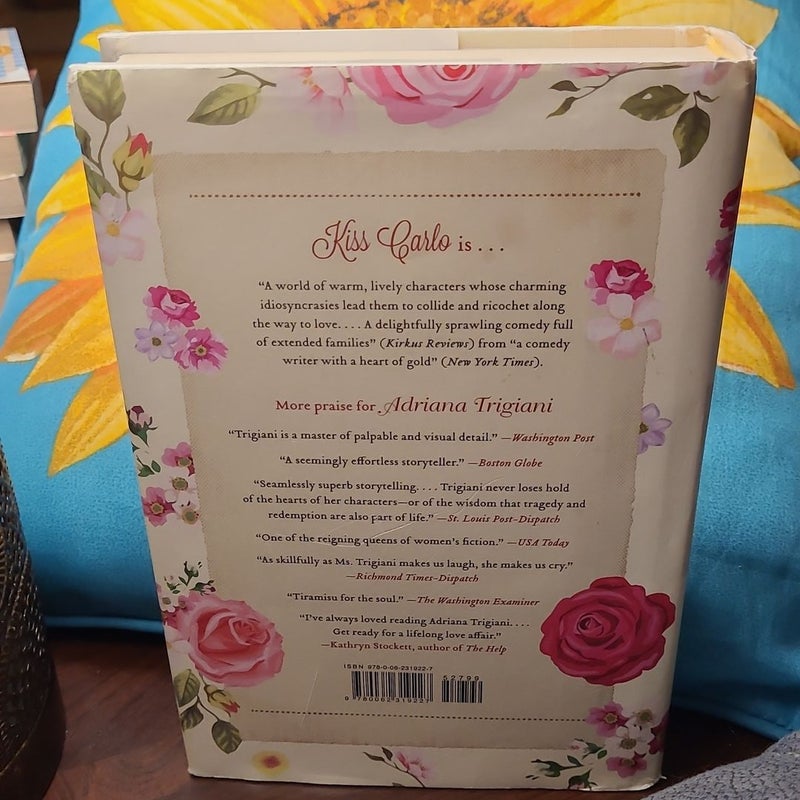 Kiss Carlo is . . .
“A world of warm, lively characters whose charming
idiosyncrasies lead them to collide and ricochet along
the way to love. . . . A delightfully sprawling comedy full
of extended families” (Kirkus Reviews) from “a comedy
writer with a heart of gold” (New York Times).
More praise for Adriana Trigiani
“Trigiani is a master of palpable and visual detail.” —Washington Post
“A seemingly effortless storyteller.” —Boston Globe
“Seamlessly superb storytelling. . . . Trigiani never loses hold
of the hearts of her characters—or of the wisdom that tragedy and
redemption are also part of life.” —St. Louis Post-Dispatch
“One of the reigning queens of women’s fiction.” —USA Today
“As skillfully as Ms. Trigiani makes us laugh, she makes us cry.”
—Richmond Times-Dispatch
“Tiramisu for the soul.” —The Washington Examiner
“I’ve always loved reading Adriana Trigiani. . . .
Get ready for a lifelong love affair.”
—Kathryn Stockett, author of The Help
ISBN 978-0-06-231922-7
52799
9 780062 319227